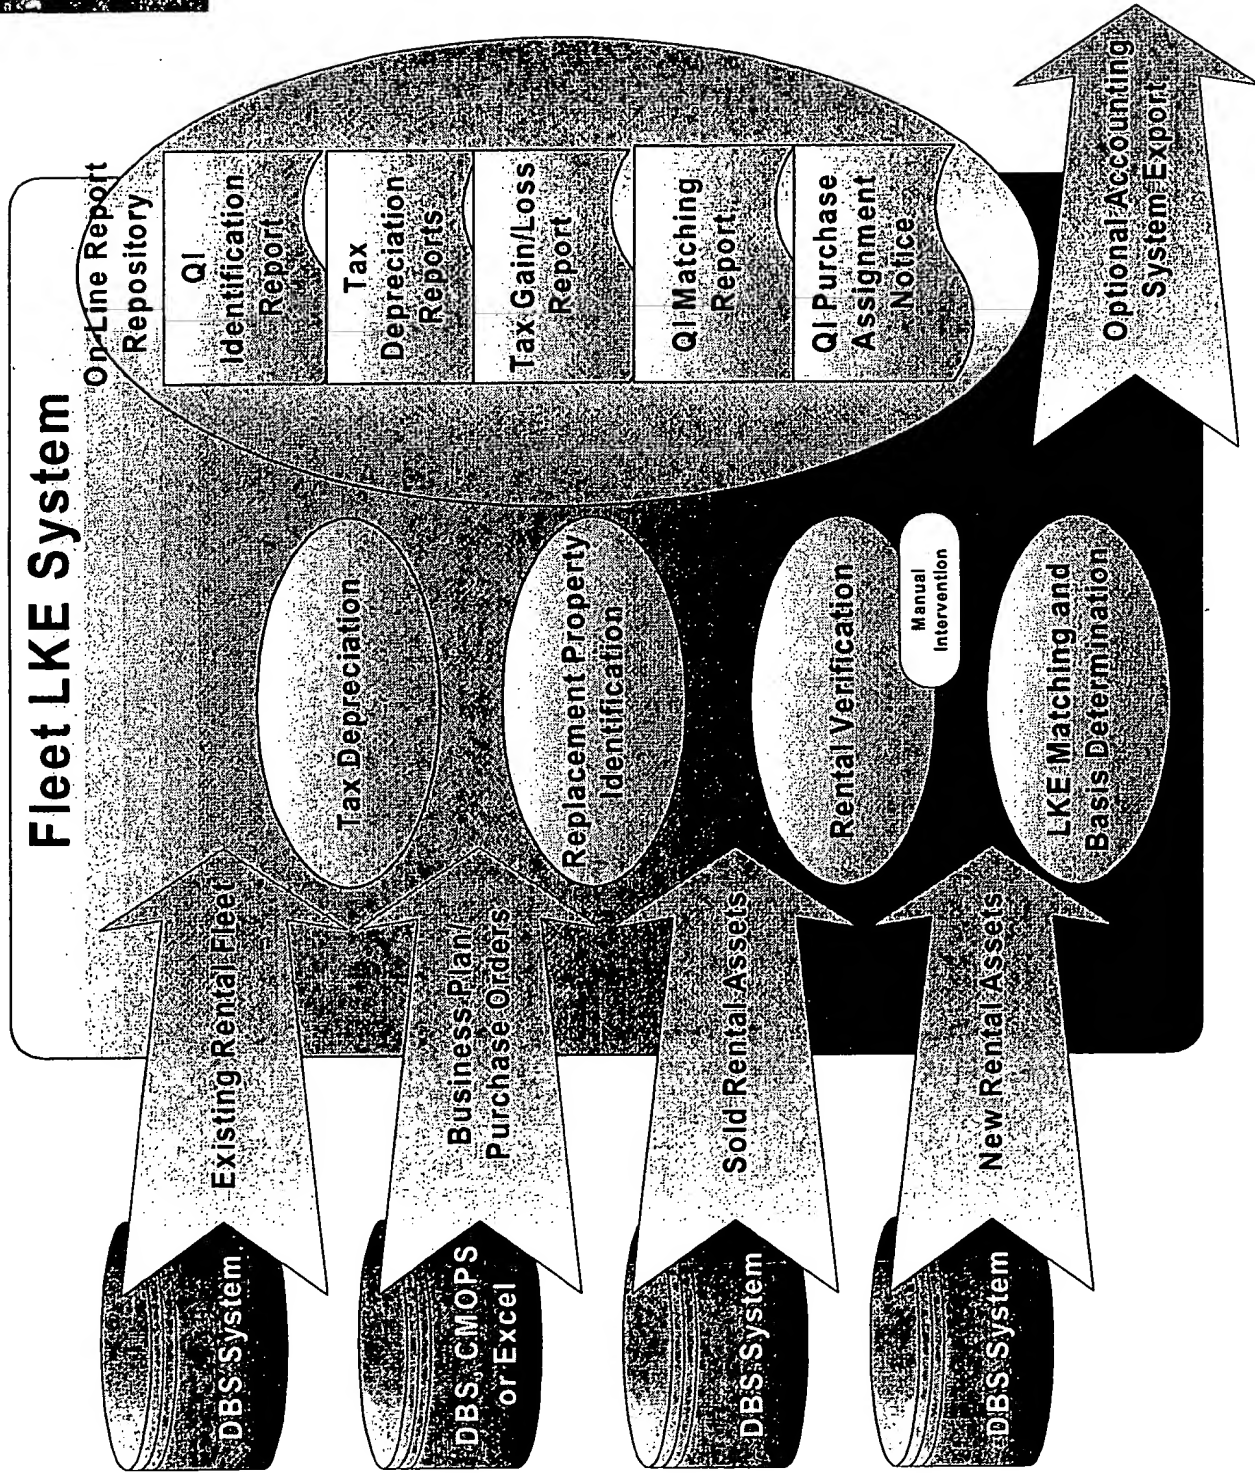 Fleet LKE System
DBS System
Existing Rental Fleet
Tax Depreciation
DBS, CMOPS
or Excel
Business Plan/
Purchase Orders
Replacement Property
Identification
DBS System
Sold Rental Assets
Rental Verification
Manual
Intervention
DBS System
New Rental Assets
LKE Matching and
Basis Determination
On-Line Report
Repository
QI
Identification
Report
Tax
Depreciation
Reports
Tax Gain/Loss
Report
QI Matching
Report
QI Purchase
Assignment
Notice
Optional Accounting
System Export